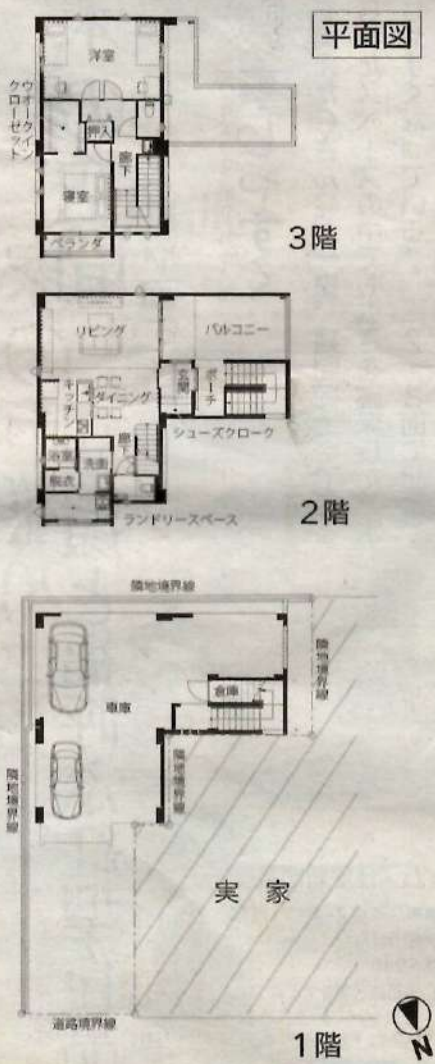 平面図
洋室
ウオークイン
クローゼット
押入
廊下
寝室
ベランダ
3階
リビング
バルコニー
キッチン
ダイニング
玄関
ポーチ
シューズクローク
廊下
浴室
洗面
脱衣
ランドリースペース
2階
隣地境界線
隣地境界線
倉庫
車庫
隣地境界線
隣地境界線
実家
道路境界線
1階
N